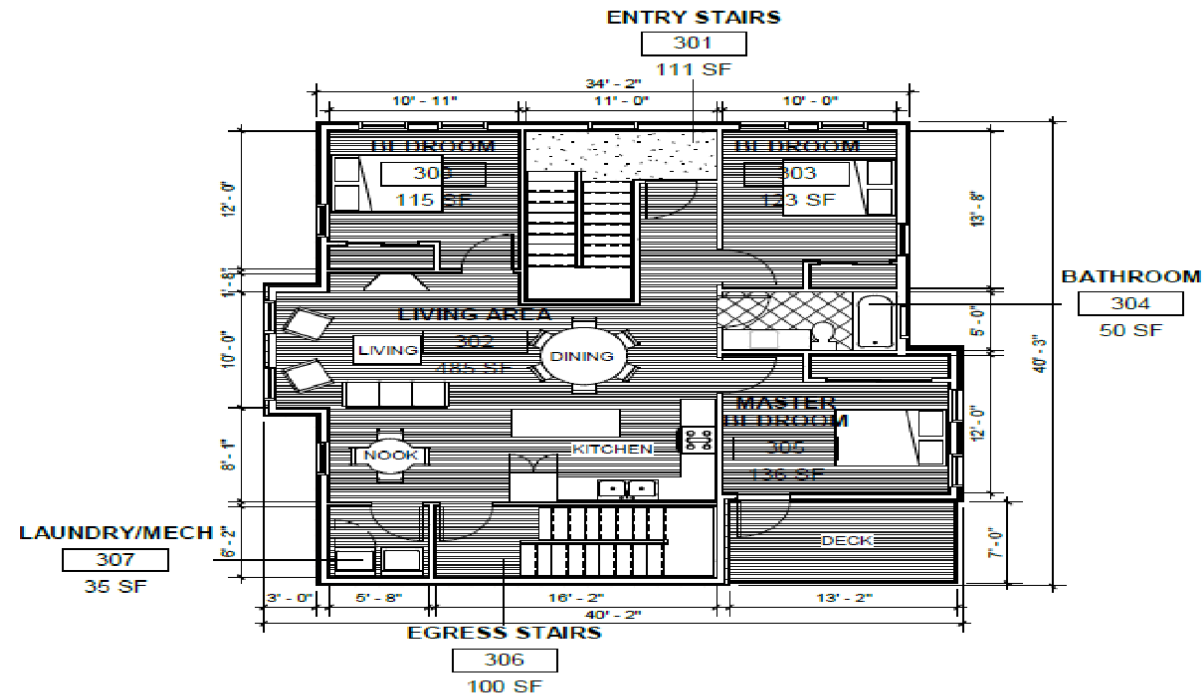 ENTRY STAIRS
301
111 SF
34' - 2"
10' - 11"
11' - 0"
10' - 0"
BEDROOM
115 SF
BEDROOM
303
123 SF
12' - 0"
13' - 8"
1' - 8"
BATHROOM
304
50 SF
5' - 0"
40' - 3"
LIVING AREA
302
485 SF
LIVING
DINING
10' - 0"
MASTER
BEDROOM
305
136 SF
12' - 0"
KITCHEN
NOOK
8' - 1"
LAUNDRY/MECH
307
35 SF
6' - 2"
DECK
7' - 0"
3' - 0"
5' - 8"
16' - 2"
13' - 2"
40' - 2"
EGRESS STAIRS
306
100 SF